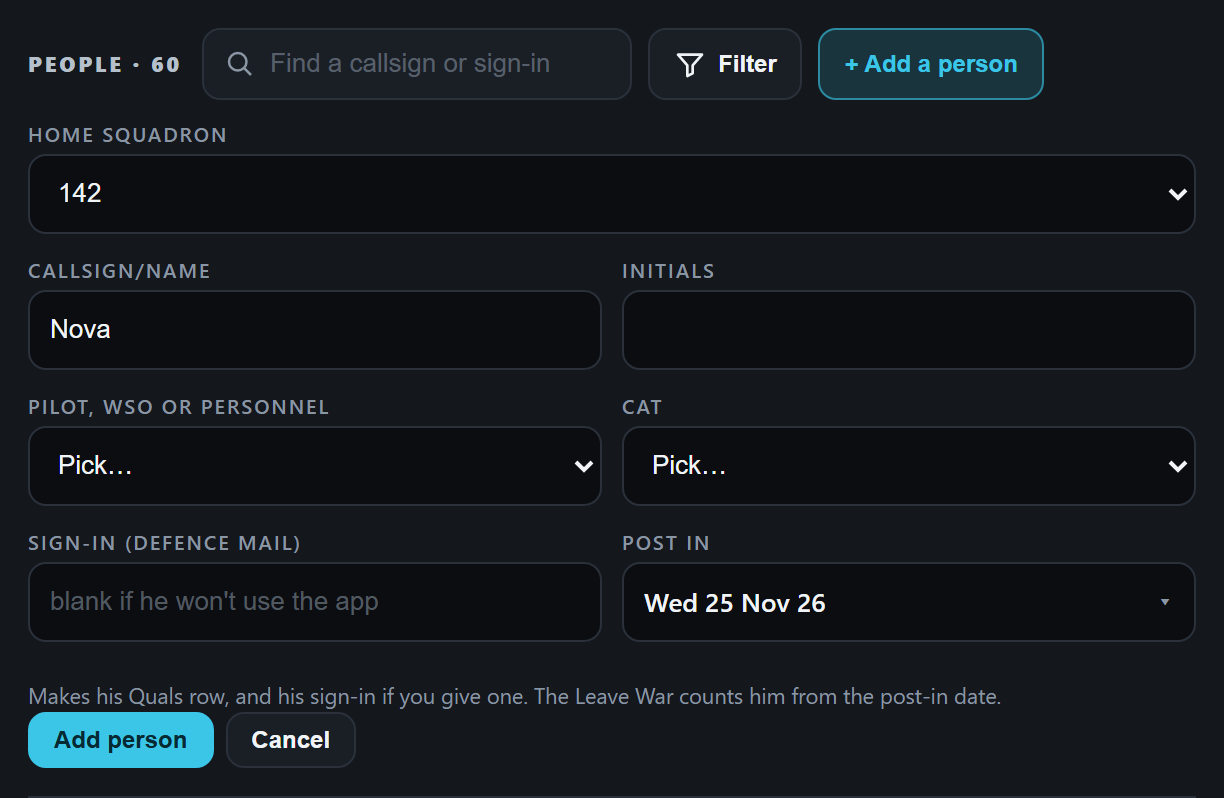 PEOPLE · 60
Find a callsign or sign-in
Filter
+ Add a person
HOME SQUADRON
142
CALLSIGN/NAME
INITIALS
Nova
PILOT, WSO OR PERSONNEL
CAT
Pick...
Pick...
SIGN-IN (DEFENCE MAIL)
POST IN
blank if he won't use the app
Wed 25 Nov 26
Makes his Quals row, and his sign-in if you give one. The Leave War counts him from the post-in date.
Add person
Cancel